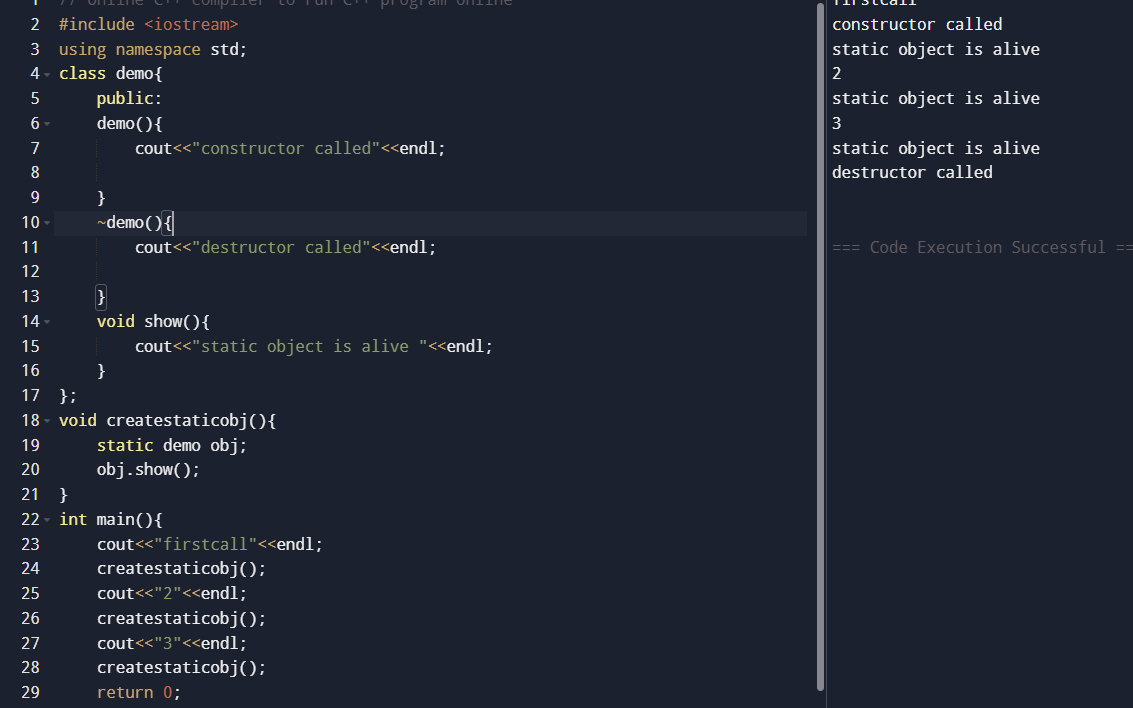 1 // Online C++ compiler to run C++ program online
2 #include <iostream>
3 using namespace std;
4 class demo{
5 public:
6 demo(){
7 cout<<"constructor called"<<endl;
8
9 }
10 ~demo(){
11 cout<<"destructor called"<<endl;
12
13 }
14 void show(){
15 cout<<"static object is alive "<<endl;
16 }
17 };
18 void createstaticobj(){
19 static demo obj;
20 obj.show();
21 }
22 int main(){
23 cout<<"firstcall"<<endl;
24 createstaticobj();
25 cout<<"2"<<endl;
26 createstaticobj();
27 cout<<"3"<<endl;
28 createstaticobj();
29 return 0;
firstcall
constructor called
static object is alive
2
static object is alive
3
static object is alive
destructor called
=== Code Execution Successful ==